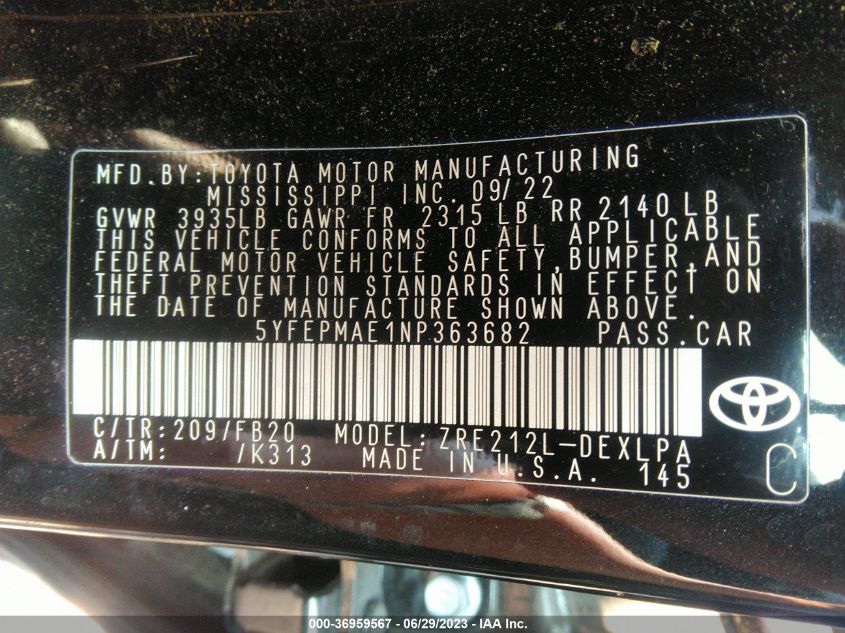 MFD.BY:TOYOTA MOTOR MANUFACTURING
MISSISSIPPI INC. 09/22
GVWR 3935LB GAWR FR 2315 LB RR 2140 LB
THIS VEHICLE CONFORMS TO ALL APPLICABLE
FEDERAL MOTOR VEHICLE SAFETY,BUMPER,AND
THEFT PREVENTION STANDARDS IN EFFECT ON
THE DATE OF MANUFACTURE SHOWN ABOVE.
5YFEPMAE1NP363682 PASS.CAR
C/TR:209/FB20 MODEL:ZRE212L-DEXLPA
A/TM: /K313 MADE IN U.S.A. 145
C
000-36959567 - 06/29/2023 - IAA Inc.